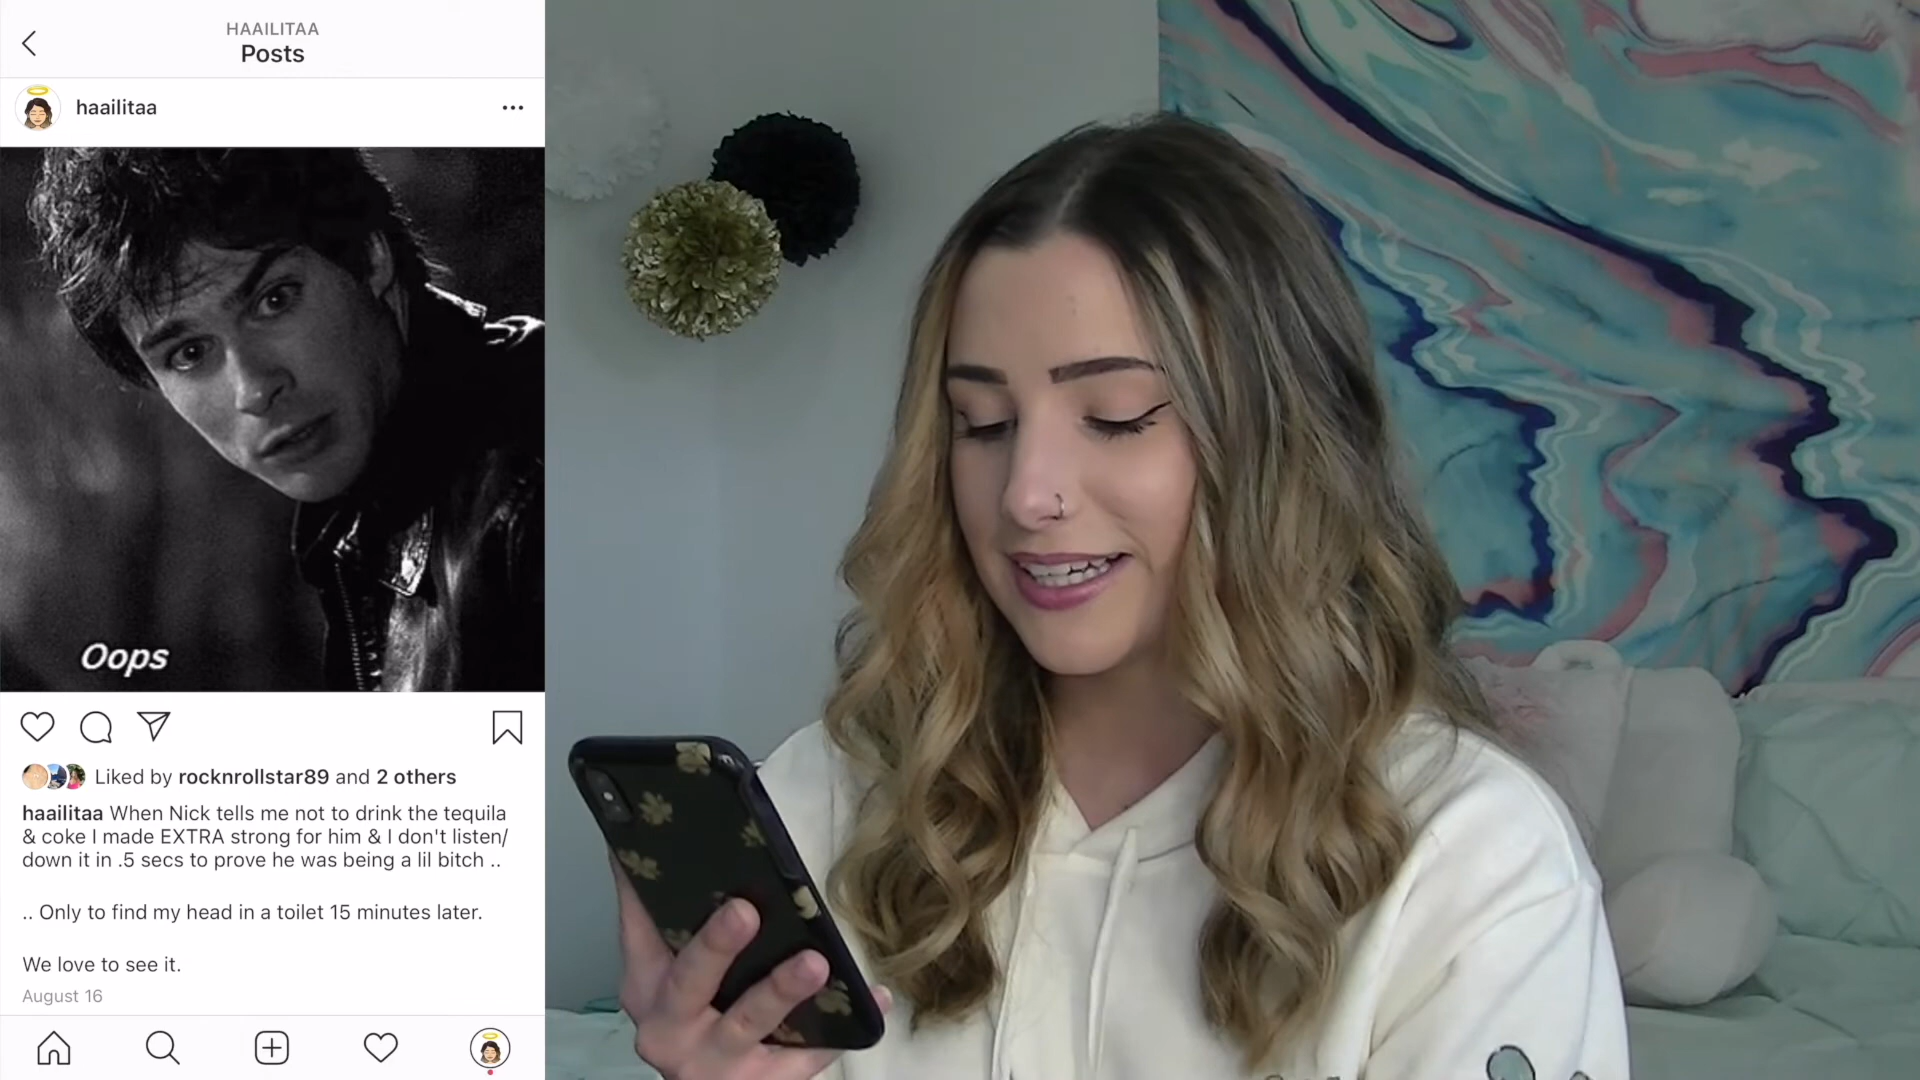 HAAILITAA
Posts
haailitaa
Oops
Liked by rocknrollstar89 and 2 others
haailitaa When Nick tells me not to drink the tequila
& coke I made EXTRA strong for him & I don't listen/
down it in .5 secs to prove he was being a lil bitch ..
.. Only to find my head in a toilet 15 minutes later.
We love to see it.
August 16